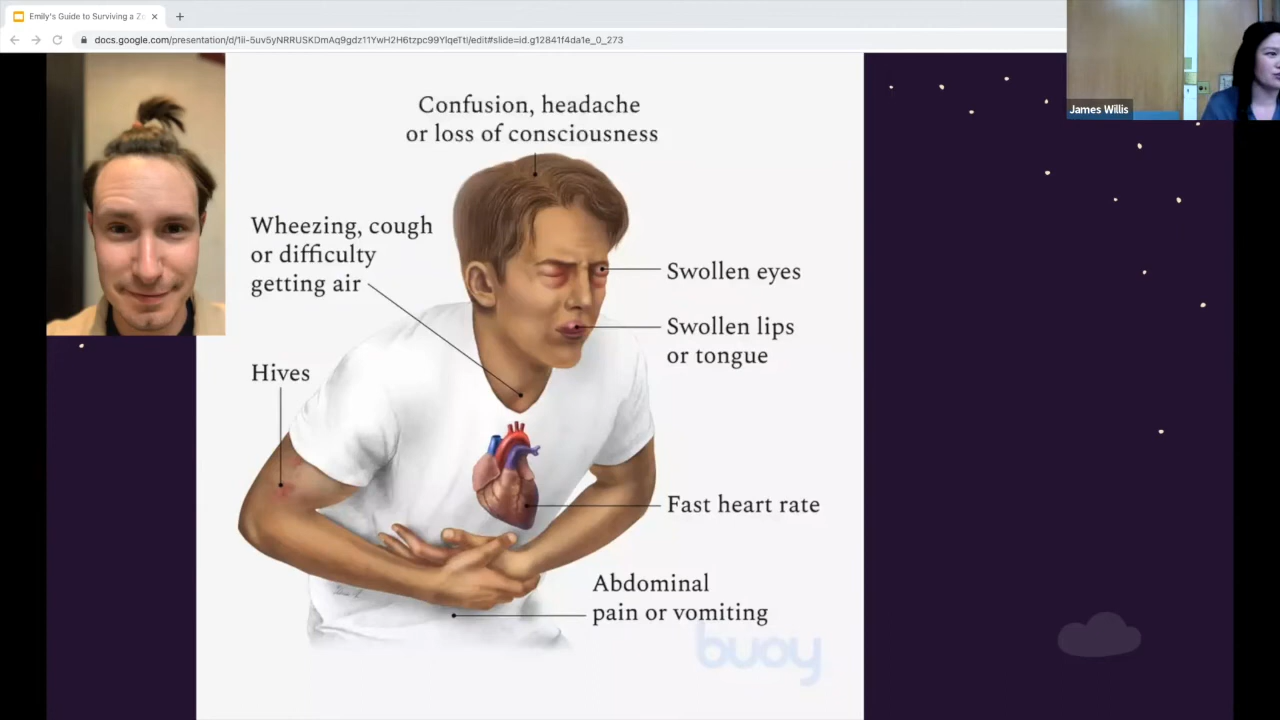 Emily's Guide to Surviving a Z
docs.google.com/presentation/d/1ii-5uv5yNRRUSKDmAq9gdz11YwH2H6tzpc99YlqeTtI/edit#slide=id.g12841f4da1e_0_273
James Willis
Confusion, headache
or loss of consciousness
Wheezing, cough
or difficulty
getting air
Swollen eyes
Swollen lips
or tongue
Hives
Fast heart rate
Abdominal
pain or vomiting
buoy